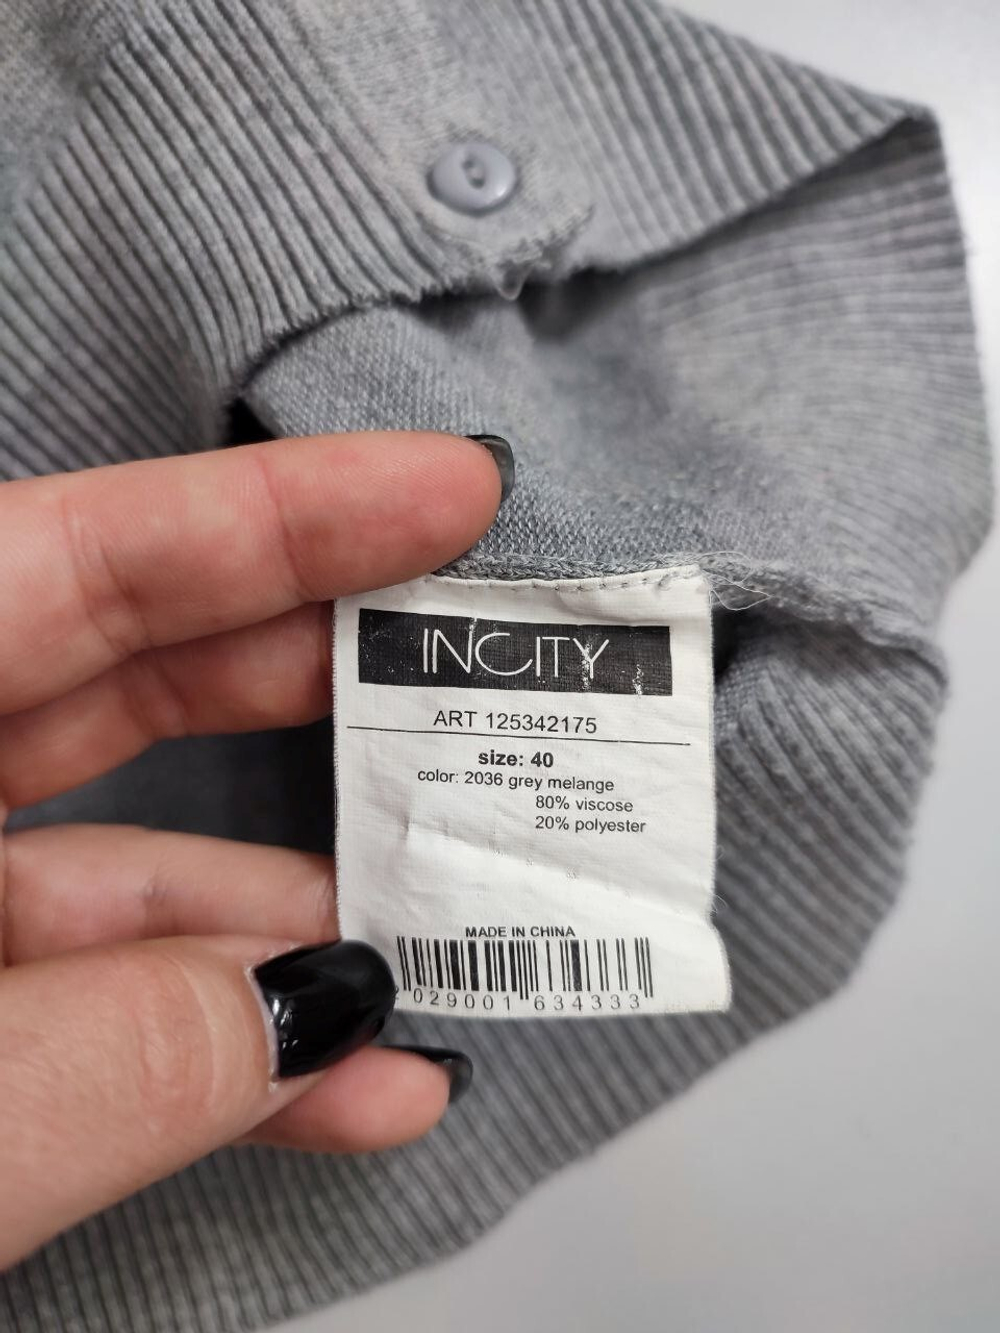 INCITY
ART 125342175
size: 40
color: 2036 grey melange
80% viscose
20% polyester
MADE IN CHINA
029001 634333